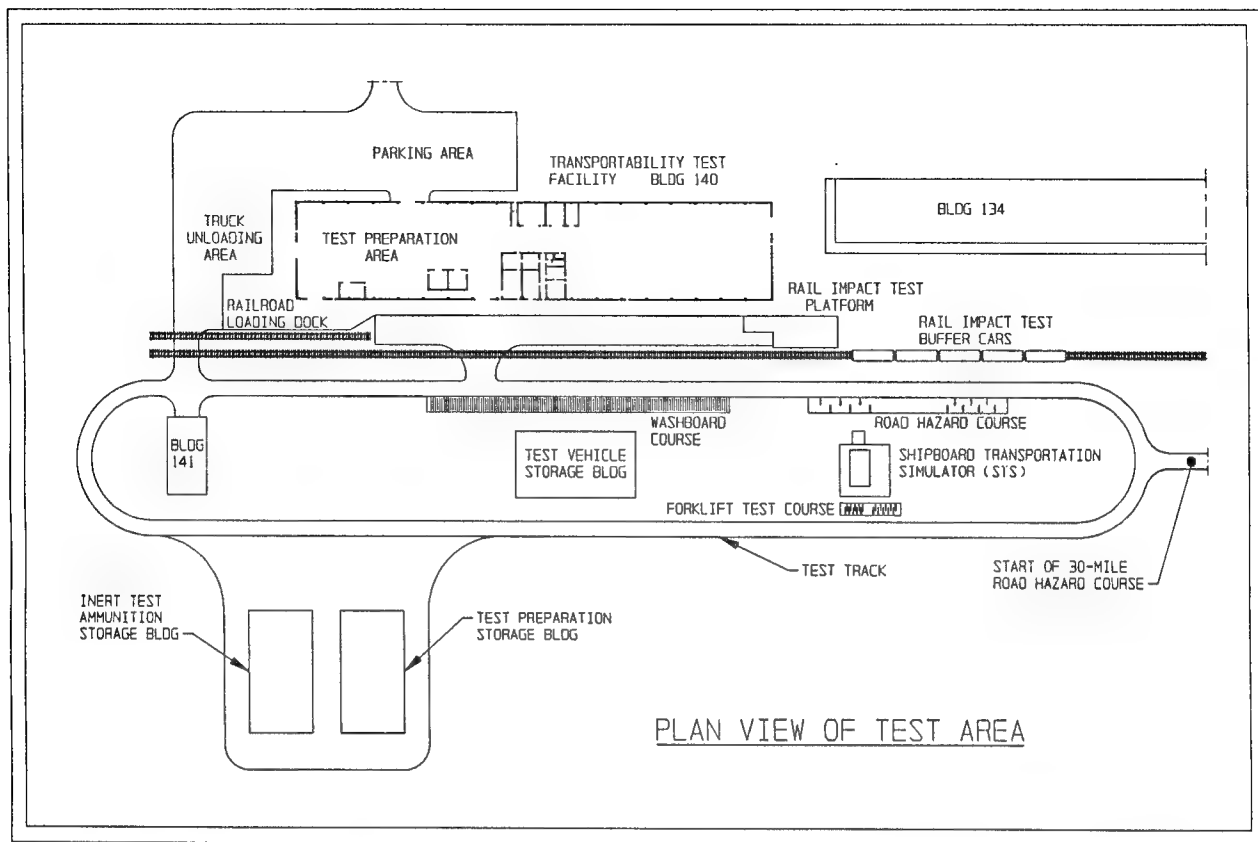 PARKING AREA
TRANSPORTABILITY TEST
FACILITY BLDG 140
BLDG 134
TRUCK
UNLOADING
AREA
TEST PREPARATION
AREA
RAILROAD
LOADING DOCK
RAIL IMPACT TEST
PLATFORM
RAIL IMPACT TEST
BUFFER CARS
WASHBOARD
COURSE
ROAD HAZARD COURSE
BLDG
141
TEST VEHICLE
STORAGE BLDG
SHIPBOARD TRANSPORTATION
SIMULATOR (STS)
FORKLIFT TEST COURSE
TEST TRACK
START OF 30-MILE
ROAD HAZARD COURSE
INERT TEST
AMMUNITION
STORAGE BLDG
TEST PREPARATION
STORAGE BLDG
PLAN VIEW OF TEST AREA